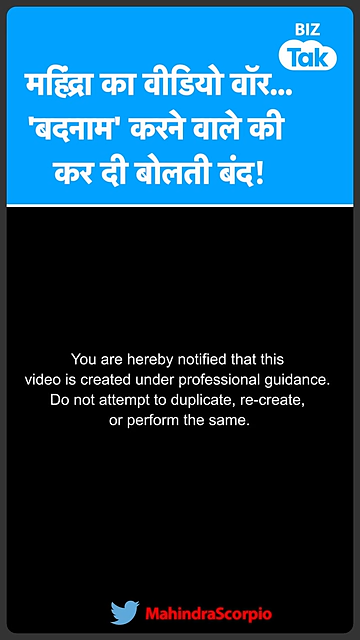 BIZ
Tak
महिंद्रा का वीडियो वॉर...
'बदनाम' करने वाले की
कर दी बोलती बंद!
You are hereby notified that this
video is created under professional guidance.
Do not attempt to duplicate, re-create,
or perform the same.
MahindraScorpio